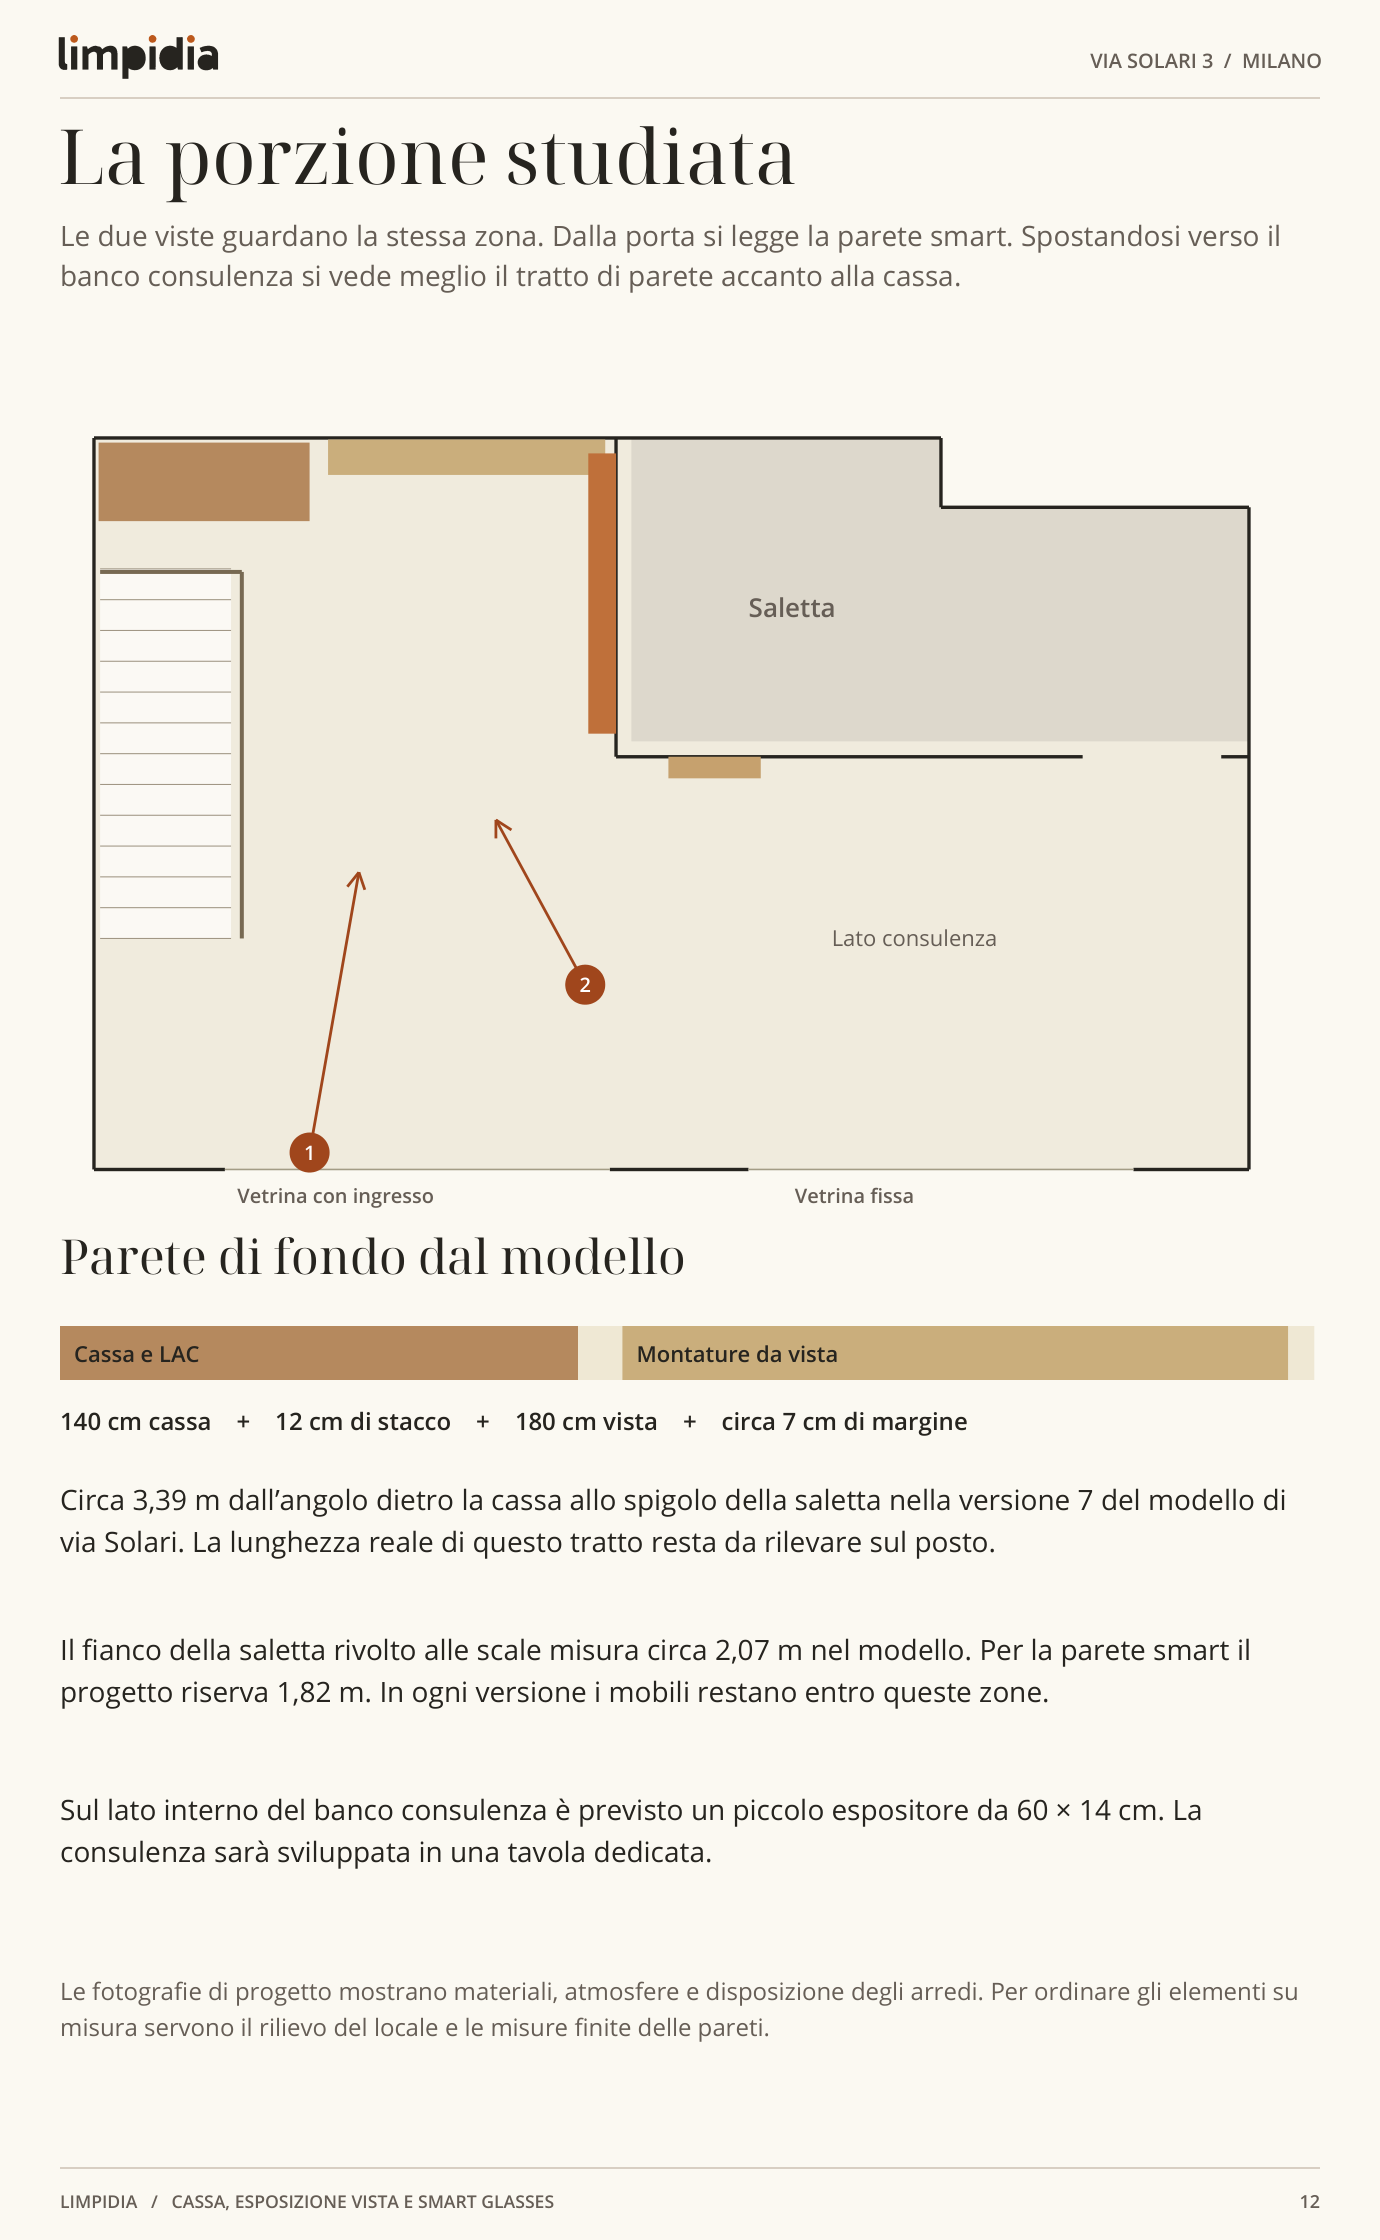 limpidia
VIA SOLARI 3 / MILANO
La porzione studiata
Le due viste guardano la stessa zona. Dalla porta si legge la parete smart. Spostandosi verso il
banco consulenza si vede meglio il tratto di parete accanto alla cassa.
Saletta
Lato consulenza
2
1
Vetrina con ingresso
Vetrina fissa
Parete di fondo dal modello
Cassa e LAC
Montature da vista
140 cm cassa + 12 cm di stacco + 180 cm vista + circa 7 cm di margine
Circa 3,39 m dall’angolo dietro la cassa allo spigolo della saletta nella versione 7 del modello di
via Solari. La lunghezza reale di questo tratto resta da rilevare sul posto.
Il fianco della saletta rivolto alle scale misura circa 2,07 m nel modello. Per la parete smart il
progetto riserva 1,82 m. In ogni versione i mobili restano entro queste zone.
Sul lato interno del banco consulenza è previsto un piccolo espositore da 60 × 14 cm. La
consulenza sarà sviluppata in una tavola dedicata.
Le fotografie di progetto mostrano materiali, atmosfere e disposizione degli arredi. Per ordinare gli elementi su
misura servono il rilievo del locale e le misure finite delle pareti.
LIMPIDIA / CASSA, ESPOSIZIONE VISTA E SMART GLASSES
12